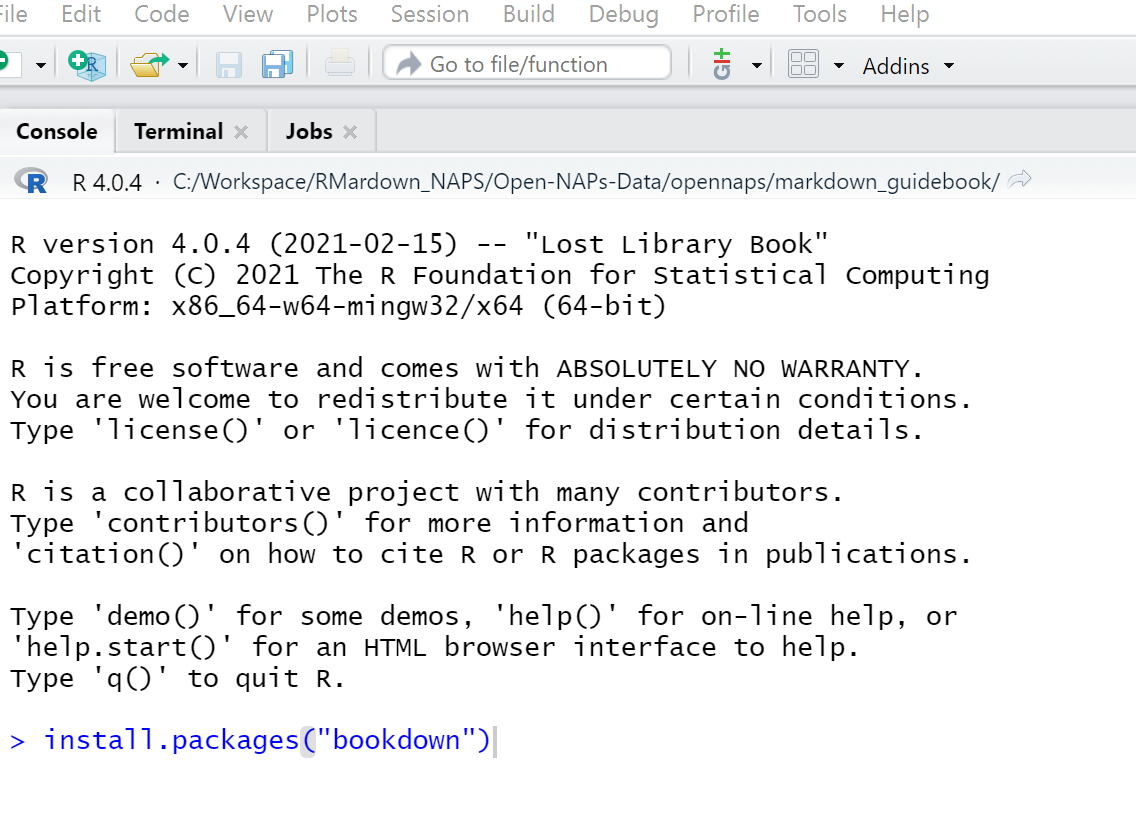 File Edit Code View Plots Session Build Debug Profile Tools Help
Go to file/function Addins
Console Terminal Jobs
R R 4.0.4 · C:/Workspace/RMardown_NAPS/Open-NAPs-Data/opennaps/markdown_guidebook/
R version 4.0.4 (2021-02-15) -- "Lost Library Book"
Copyright (C) 2021 The R Foundation for Statistical Computing
Platform: x86_64-w64-mingw32/x64 (64-bit)
R is free software and comes with ABSOLUTELY NO WARRANTY.
You are welcome to redistribute it under certain conditions.
Type 'license()' or 'licence()' for distribution details.
R is a collaborative project with many contributors.
Type 'contributors()' for more information and
'citation()' on how to cite R or R packages in publications.
Type 'demo()' for some demos, 'help()' for on-line help, or
'help.start()' for an HTML browser interface to help.
Type 'q()' to quit R.
> install.packages("bookdown")